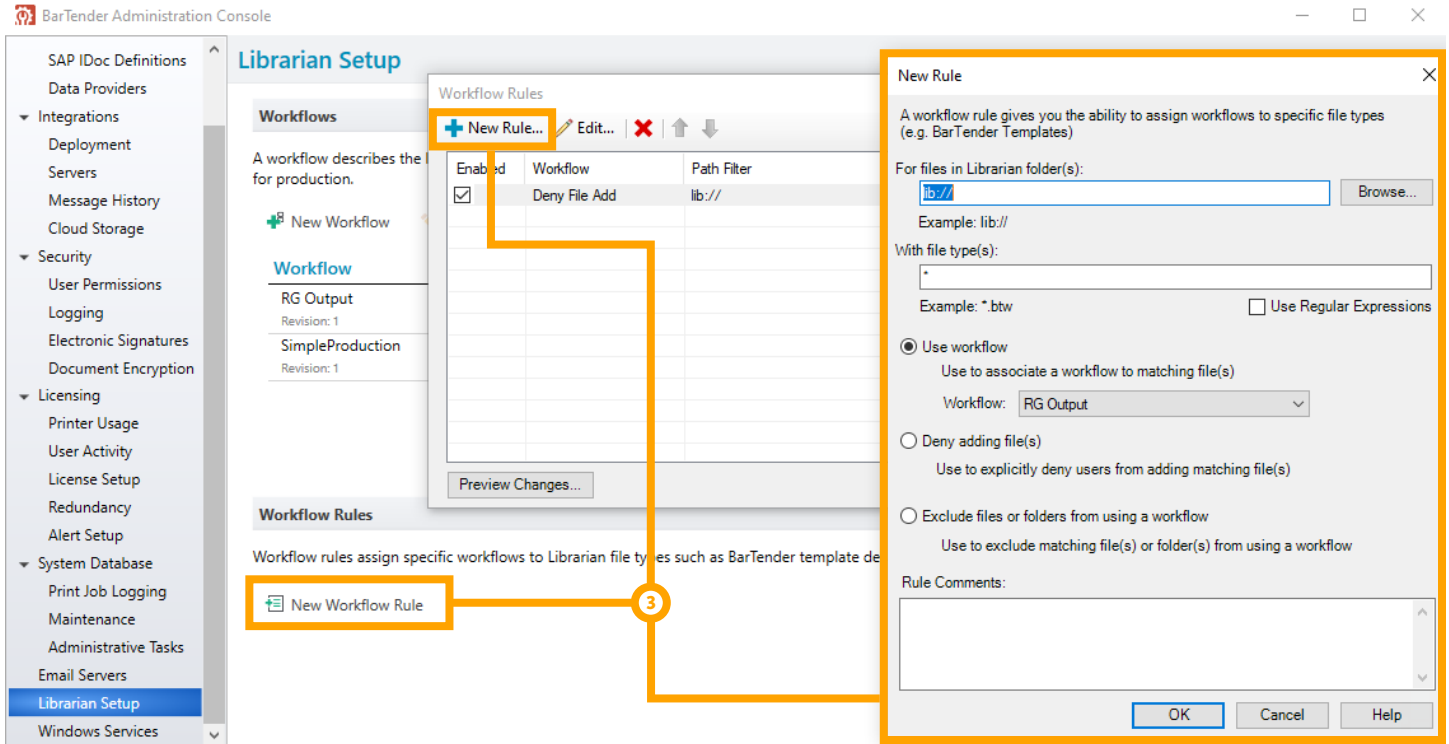 BarTender Administration Console
SAP IDoc Definitions
Data Providers
Integrations
Deployment
Servers
Message History
Cloud Storage
Security
User Permissions
Logging
Electronic Signatures
Document Encryption
Licensing
Printer Usage
User Activity
License Setup
Redundancy
Alert Setup
System Database
Print Job Logging
Maintenance
Administrative Tasks
Email Servers
Librarian Setup
Windows Services
Librarian Setup
Workflows
A workflow describes the
for production.
New Workflow
Workflow
RG Output
Revision: 1
SimpleProduction
Revision: 1
Workflow Rules
Workflow rules assign specific workflows to Librarian file types such as BarTender template de
New Workflow Rule
3
Workflow Rules
New Rule... Edit...
Enabled Workflow Path Filter
Deny File Add lib://
Preview Changes...
New Rule
A workflow rule gives you the ability to assign workflows to specific file types
(e.g. BarTender Templates)
For files in Librarian folder(s):
lib:// Browse...
Example: lib://
With file type(s):
*
Example: *.btw Use Regular Expressions
Use workflow
Use to associate a workflow to matching file(s)
Workflow: RG Output
Deny adding file(s)
Use to explicitly deny users from adding matching file(s)
Exclude files or folders from using a workflow
Use to exclude matching file(s) or folder(s) from using a workflow
Rule Comments:
OK Cancel Help